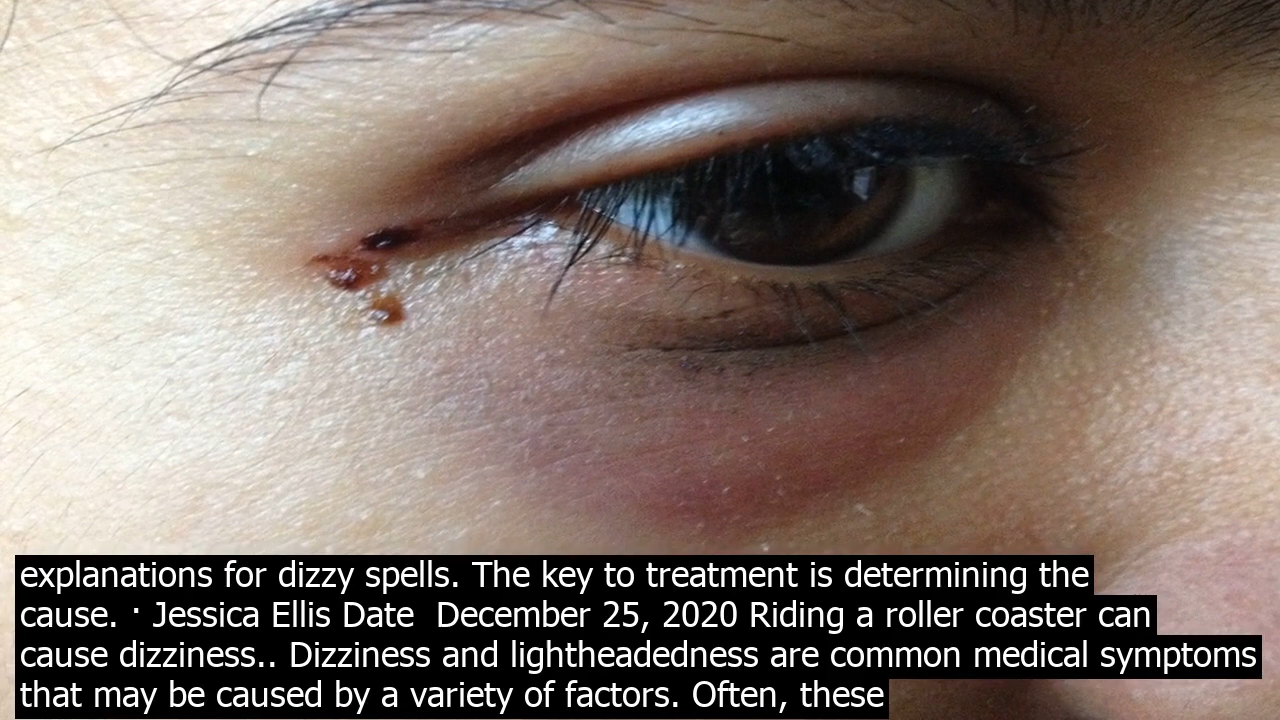 explanations for dizzy spells. The key to treatment is determining the
cause. · Jessica Ellis Date  December 25, 2020 Riding a roller coaster can
cause dizziness.. Dizziness and lightheadedness are common medical symptoms
that may be caused by a variety of factors. Often, these